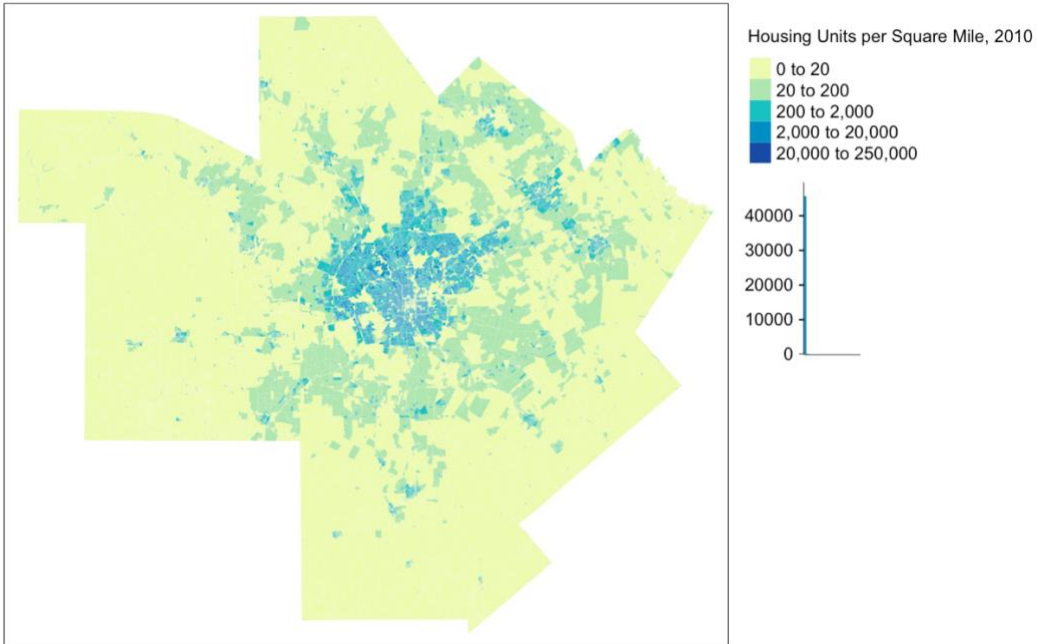 Housing Units per Square Mile, 2010
0 to 20
20 to 200
200 to 2,000
2,000 to 20,000
20,000 to 250,000
40000
30000
20000
10000
0